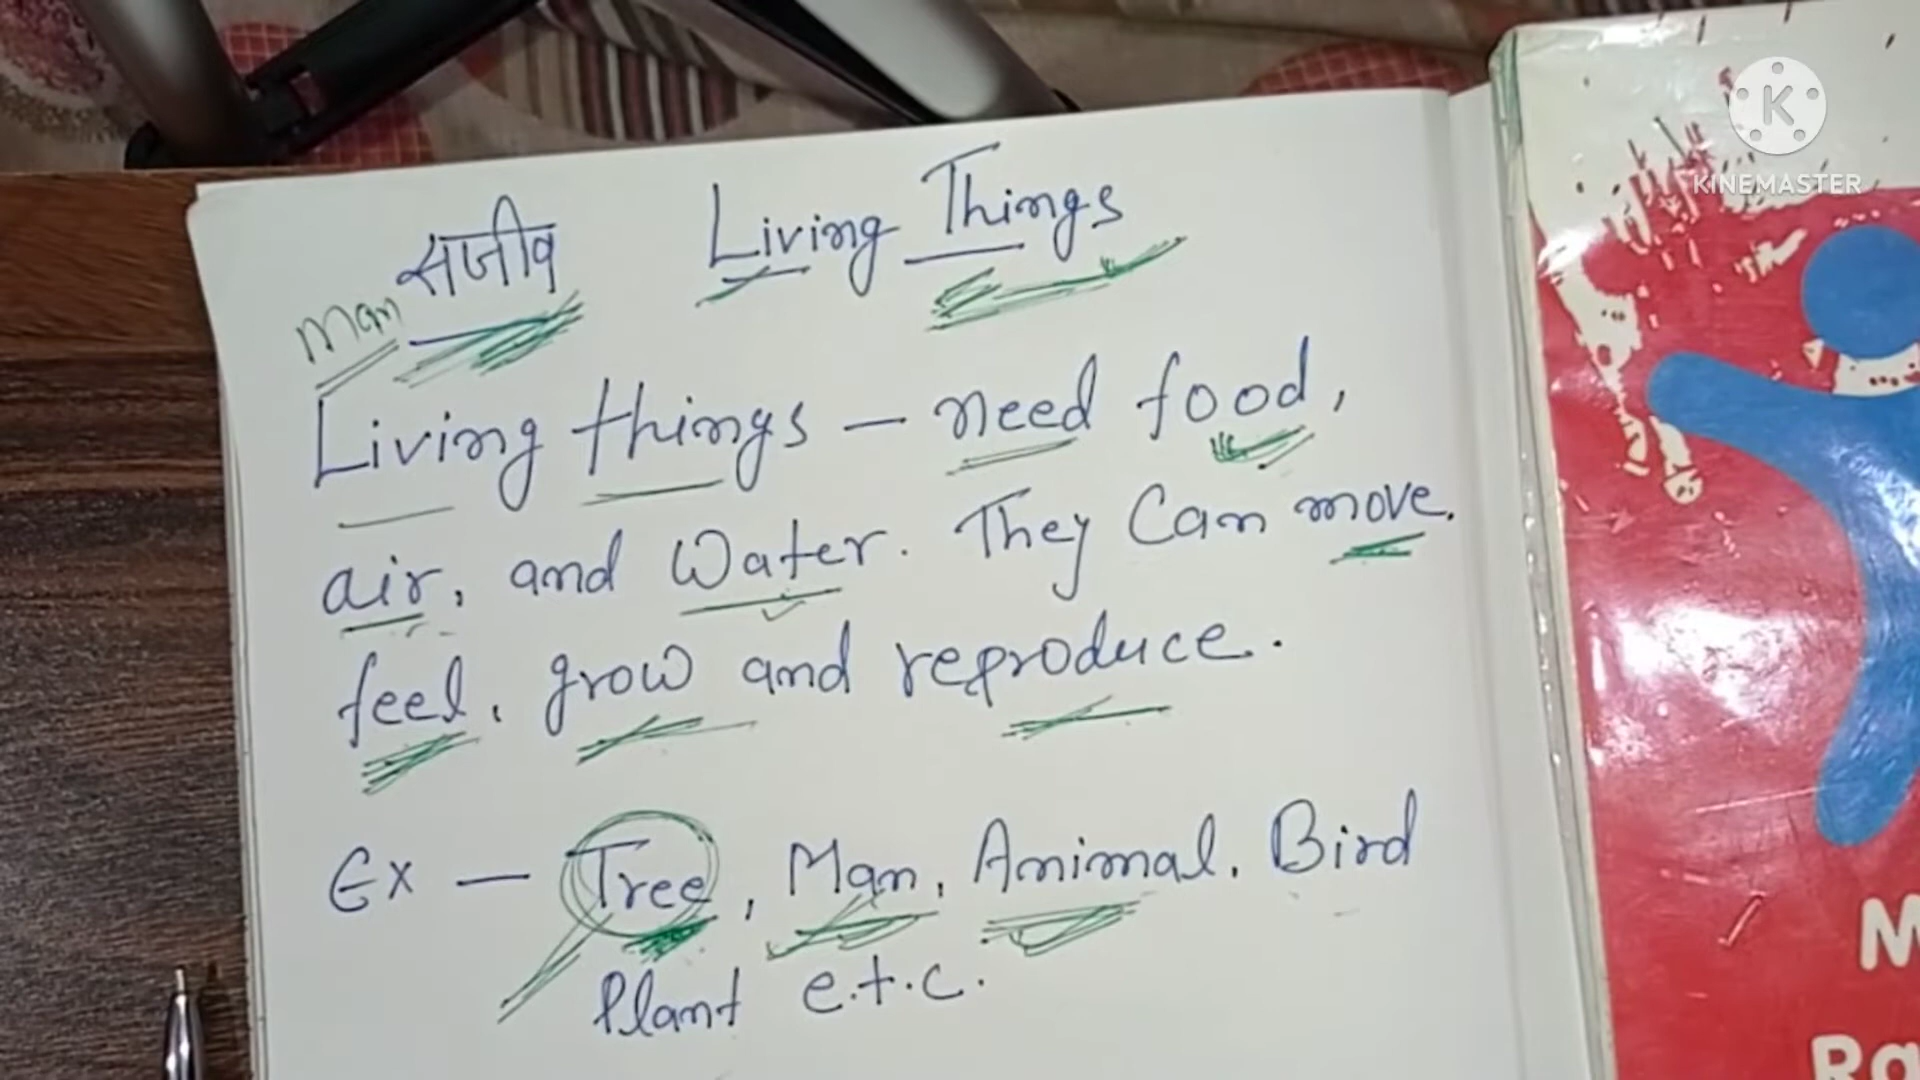 सजीव Living Things
Man
Living things – need food,
air, and Water. They Can move.
feel, grow and reproduce.
Ex – Tree, Man, Animal, Bird
Plant e.t.c.
K
KINEMASTER
M
Ra